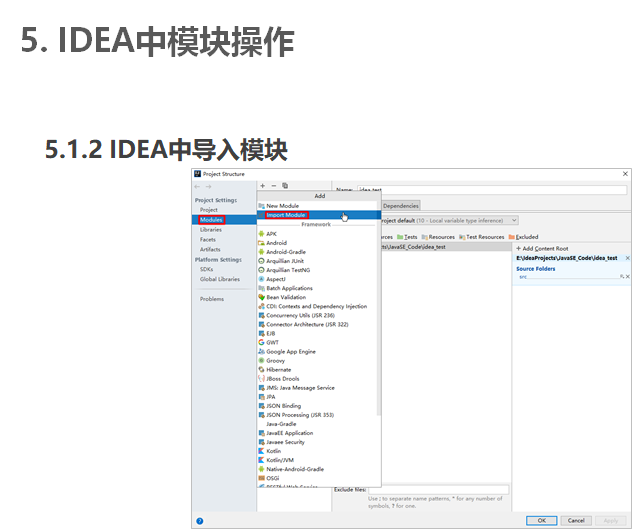 5. IDEA中模块操作
5.1.2 IDEA中导入模块
Project Structure
Add
Name: idea_test
Project Settings
Project
Modules
Libraries
Facets
Artifacts
Platform Settings
SDKs
Global Libraries
Problems
New Module
Import Module
Framework
APK
Android
Android-Gradle
Arquillian JUnit
Arquillian TestNG
AspectJ
Batch Applications
Bean Validation
CDI: Contexts and Dependency Injection
Concurrency Utils (JSR 236)
Connector Architecture (JSR 322)
EJB
GWT
Google App Engine
Groovy
Hibernate
JBoss Drools
JMS: Java Message Service
JPA
JSON Binding
JSON Processing (JSR 353)
Java-Gradle
JavaEE Application
Javaee Security
Kotlin
Kotlin/JVM
Native-Android-Gradle
OSGi
RESTful Web Service
Dependencies
oject default (10 - Local variable type inference)
rces Tests Resources Test Resources Excluded
cts\JavaSE_Code\idea_test
+ Add Content Root
E:\IdeaProjects\JavaSE_Code\idea_test
Source Folders
src
Exclude files:
Use ; to separate name patterns, * for any number of
symbols, ? for one.
OK Cancel Apply